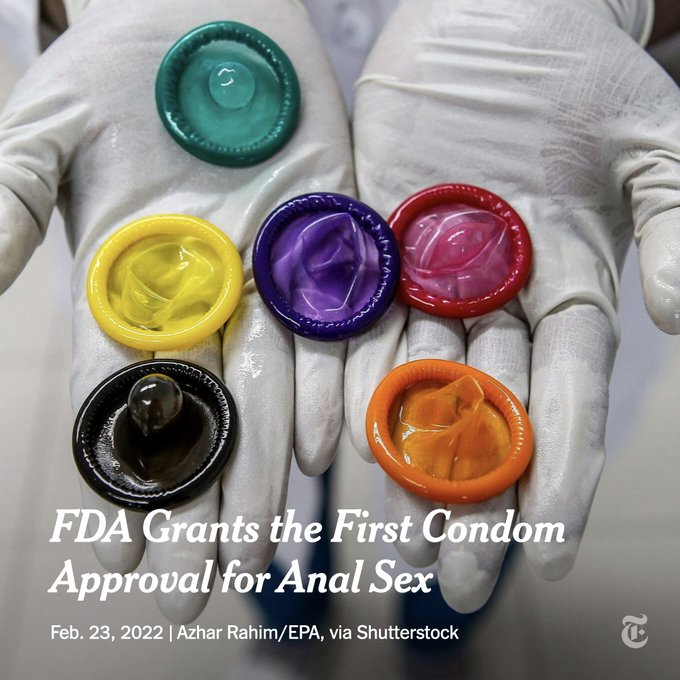 FDA Grants the First Condom
Approval for Anal Sex
Feb. 23, 2022 | Azhar Rahim/EPA, via Shutterstock
T